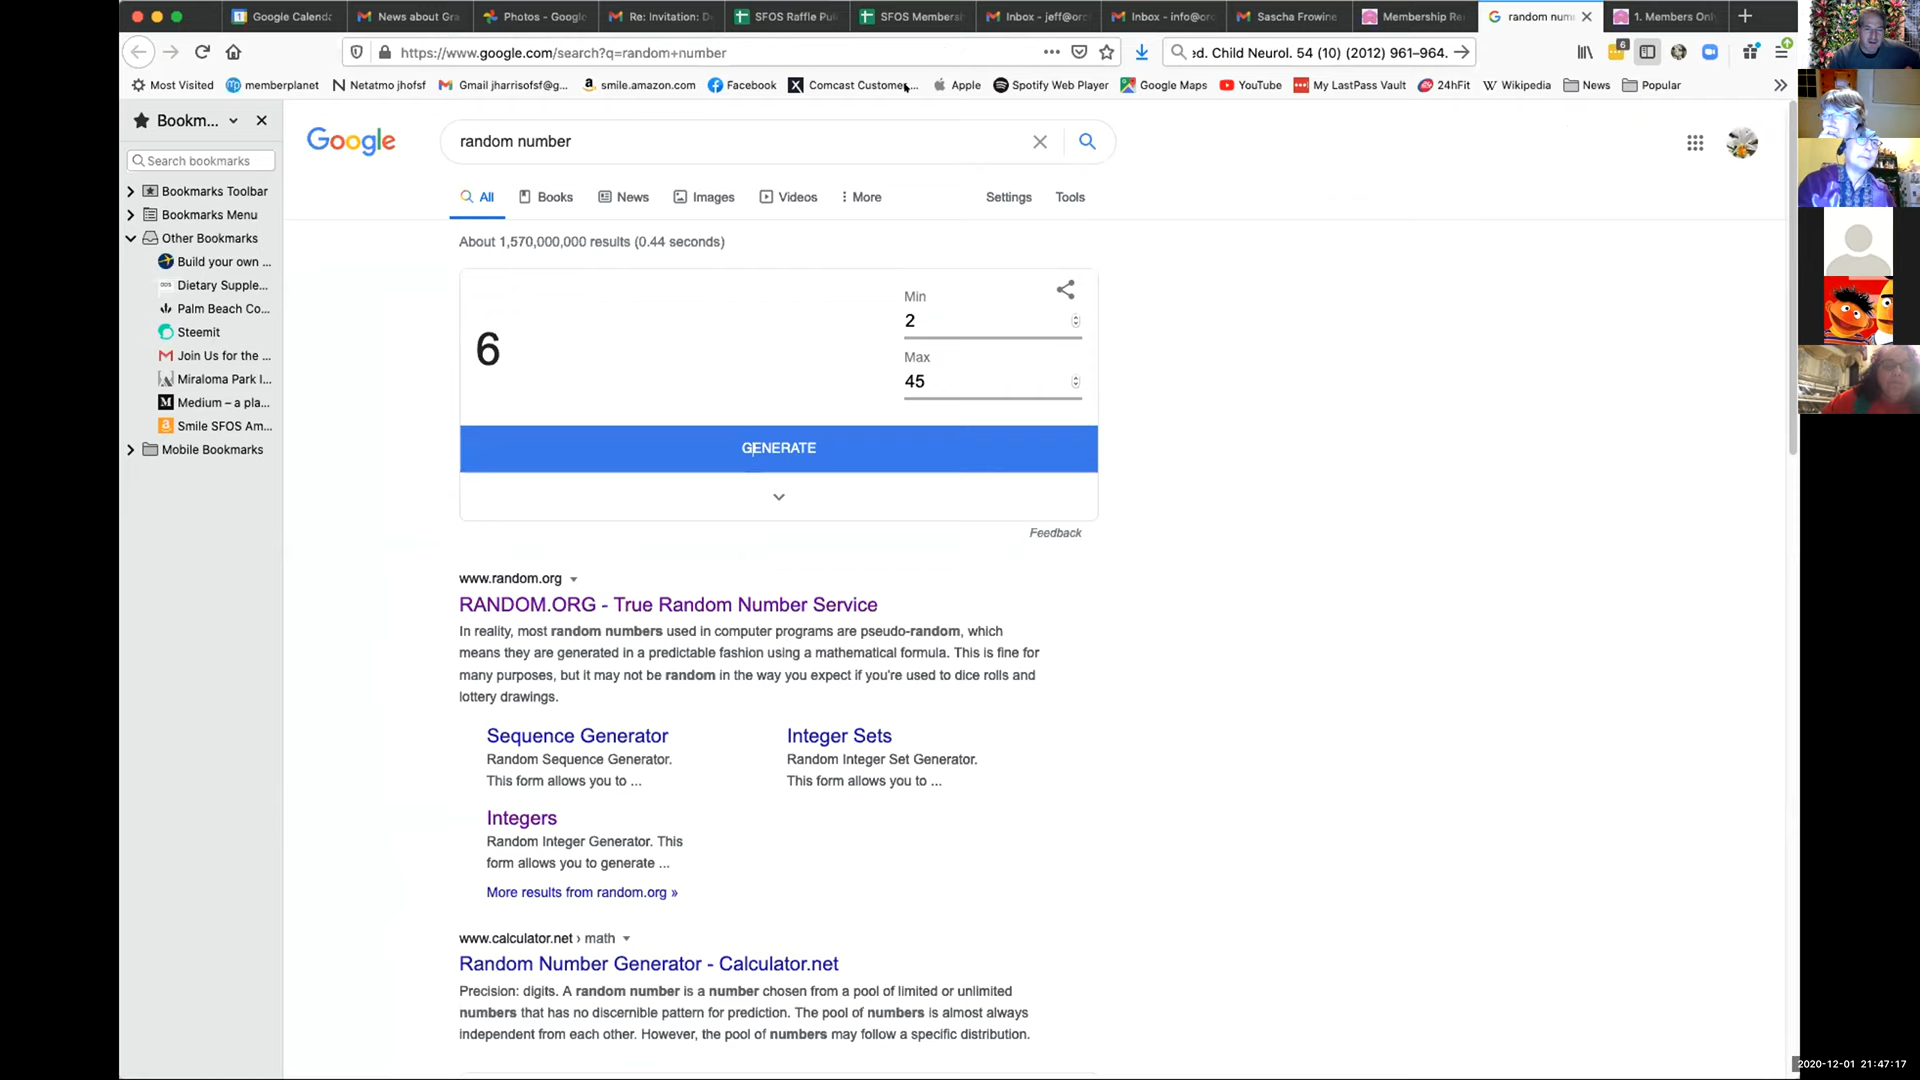 Google Calend
News about Gra
Photos - Google
Re: Invitation: D
SFOS Raffle Pul
SFOS Members
Inbox - jeff@orc
Inbox - info@orc
Sascha Frowine
Membership Re
random num
1. Members Onl
https://www.google.com/search?q=random+number
ed. Child Neurol. 54 (10) (2012) 961–964.
6
Most Visited
memberplanet
Netatmo jhofsf
Gmail jharrisofsf@g...
smile.amazon.com
Facebook
Comcast Customer...
Apple
Spotify Web Player
Google Maps
YouTube
My LastPass Vault
24hFit
Wikipedia
News
Popular
Bookm...
Search bookmarks
Bookmarks Toolbar
Bookmarks Menu
Other Bookmarks
Build your own ...
Dietary Supple...
Palm Beach Co...
Steemit
Join Us for the ...
Miraloma Park I...
Medium – a pla...
Smile SFOS Am...
Mobile Bookmarks
Google
random number
All
Books
News
Images
Videos
More
Settings
Tools
About 1,570,000,000 results (0.44 seconds)
6
Min
2
Max
45
GENERATE
Feedback
www.random.org
RANDOM.ORG - True Random Number Service
In reality, most random numbers used in computer programs are pseudo-random, which
means they are generated in a predictable fashion using a mathematical formula. This is fine for
many purposes, but it may not be random in the way you expect if you're used to dice rolls and
lottery drawings.
Sequence Generator
Random Sequence Generator.
This form allows you to ...
Integer Sets
Random Integer Set Generator.
This form allows you to ...
Integers
Random Integer Generator. This
form allows you to generate ...
More results from random.org »
www.calculator.net › math
Random Number Generator - Calculator.net
Precision: digits. A random number is a number chosen from a pool of limited or unlimited
numbers that has no discernible pattern for prediction. The pool of numbers is almost always
independent from each other. However, the pool of numbers may follow a specific distribution.
2020-12-01 21:47:17